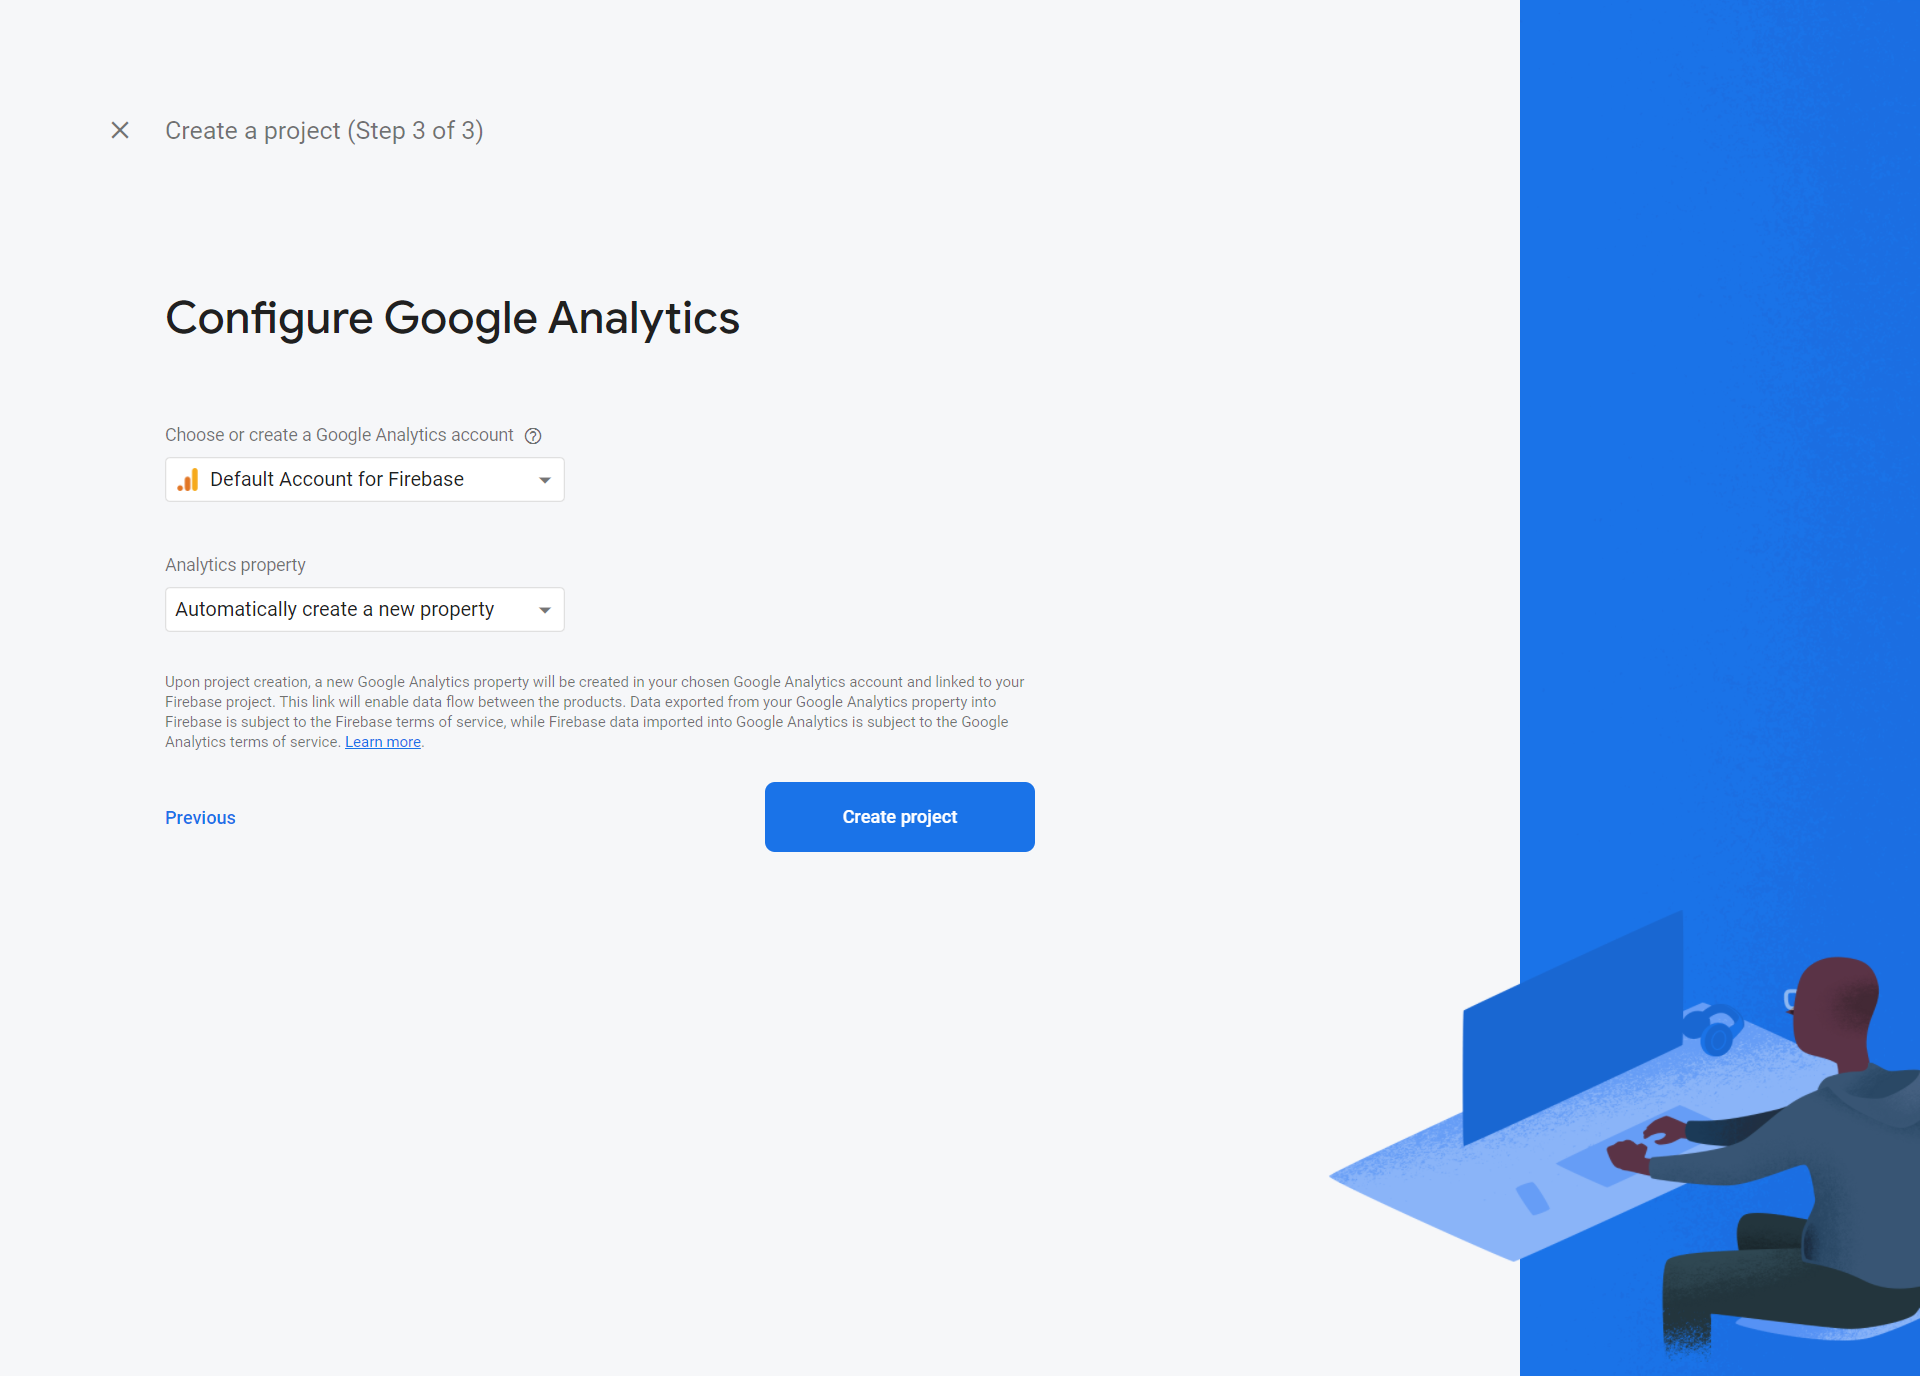 Create a project (Step 3 of 3)
Configure Google Analytics
Choose or create a Google Analytics account
Default Account for Firebase
Analytics property
Automatically create a new property
Upon project creation, a new Google Analytics property will be created in your chosen Google Analytics account and linked to your
Firebase project. This link will enable data flow between the products. Data exported from your Google Analytics property into
Firebase is subject to the Firebase terms of service, while Firebase data imported into Google Analytics is subject to the Google
Analytics terms of service. Learn more.
Previous
Create project